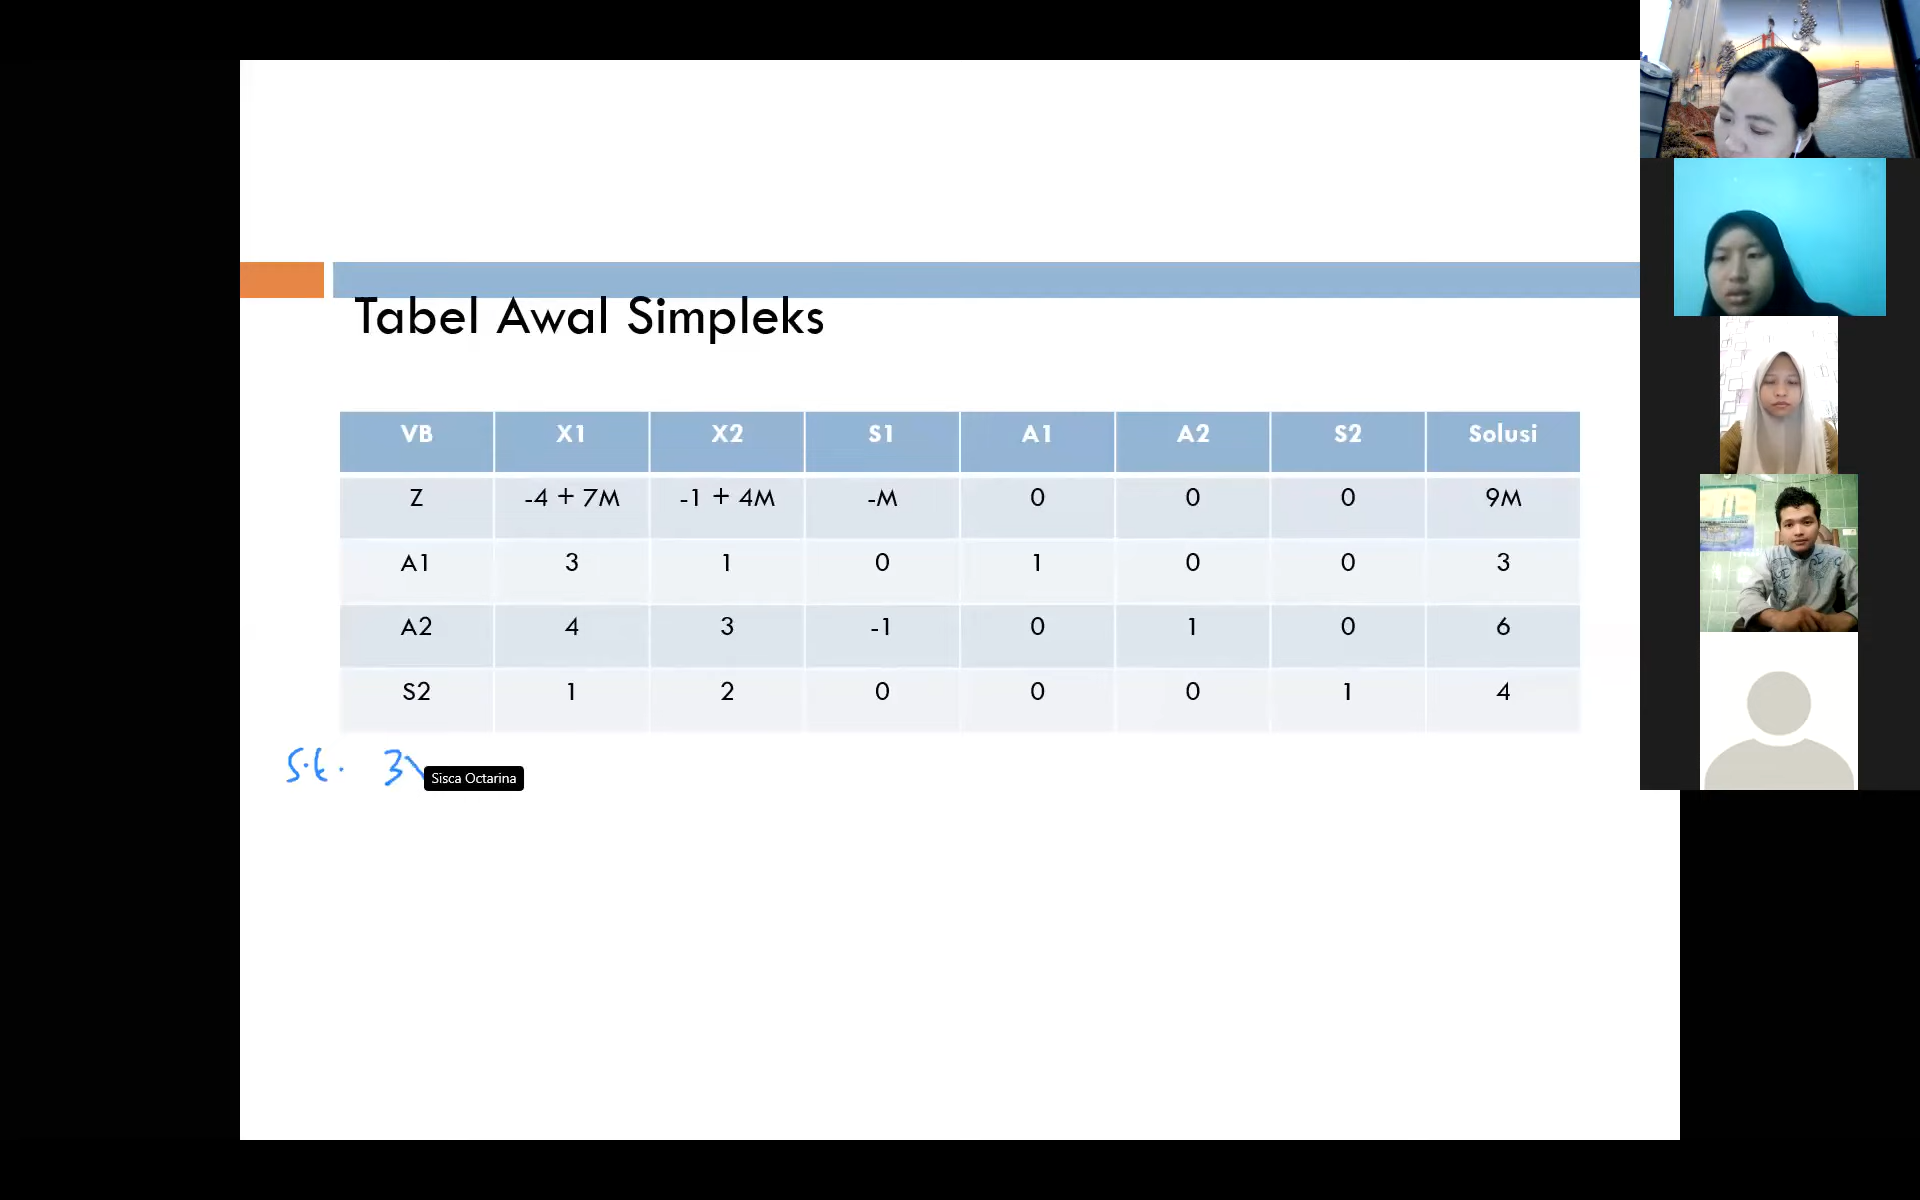 Tabel Awal Simpleks
VB X1 X2 S1 A1 A2 S2 Solusi
Z -4 + 7M -1 + 4M -M 0 0 0 9M
A1 3 1 0 1 0 0 3
A2 4 3 -1 0 1 0 6
S2 1 2 0 0 0 1 4
S.t. 3
Sisca Octarina